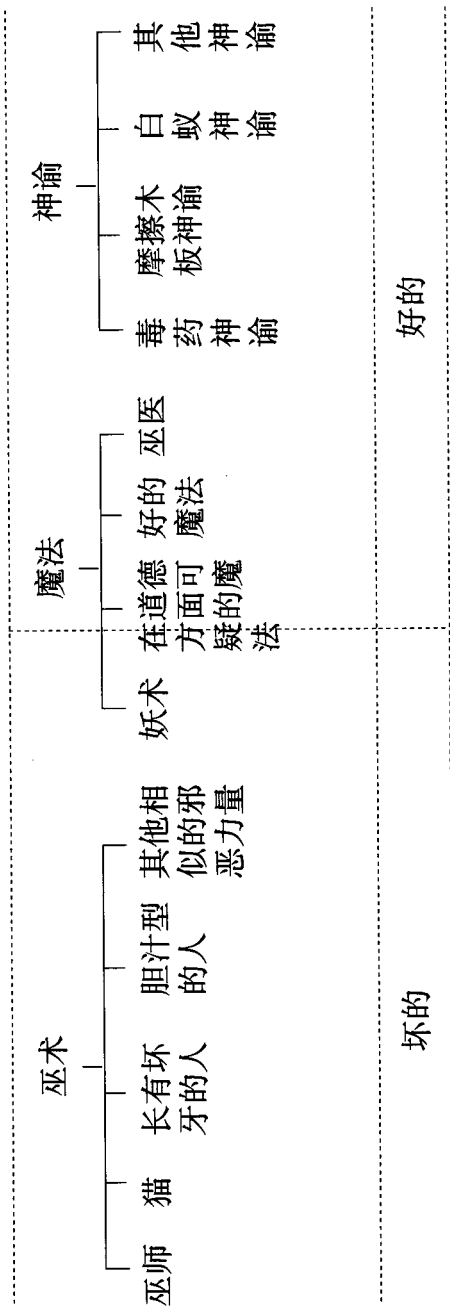 巫术
巫师
猫
长有坏
牙的人
胆汁型
的人
其他相
似的邪
恶力量
魔法
妖术
在道德
方面可
疑的魔
法
好的
魔法
巫医
神谕
毒药神谕
摩擦木
板神谕
白蚁神谕
其他神谕
坏的
好的